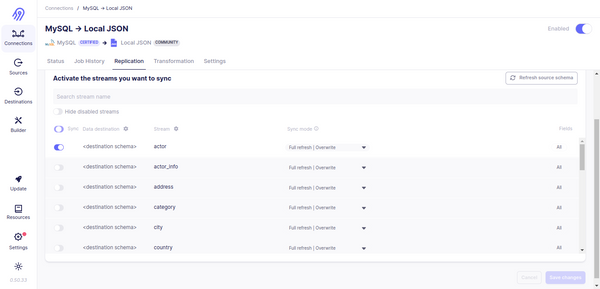 Connections / MySQL → Local JSON
MySQL → Local JSON
Enabled
MySQL CERTIFIED → Local JSON COMMUNITY
Status Job History Replication Transformation Settings
Activate the streams you want to sync
Refresh source schema
Search stream name
Hide disabled streams
Sync Data destination Stream Sync mode Fields
<destination schema> actor Full refresh | Overwrite All
<destination schema> actor_info Full refresh | Overwrite All
<destination schema> address Full refresh | Overwrite All
<destination schema> category Full refresh | Overwrite All
<destination schema> city Full refresh | Overwrite All
<destination schema> country Full refresh | Overwrite All
Save changes
Connections
Sources
Destinations
Builder
Update
Resources
Settings